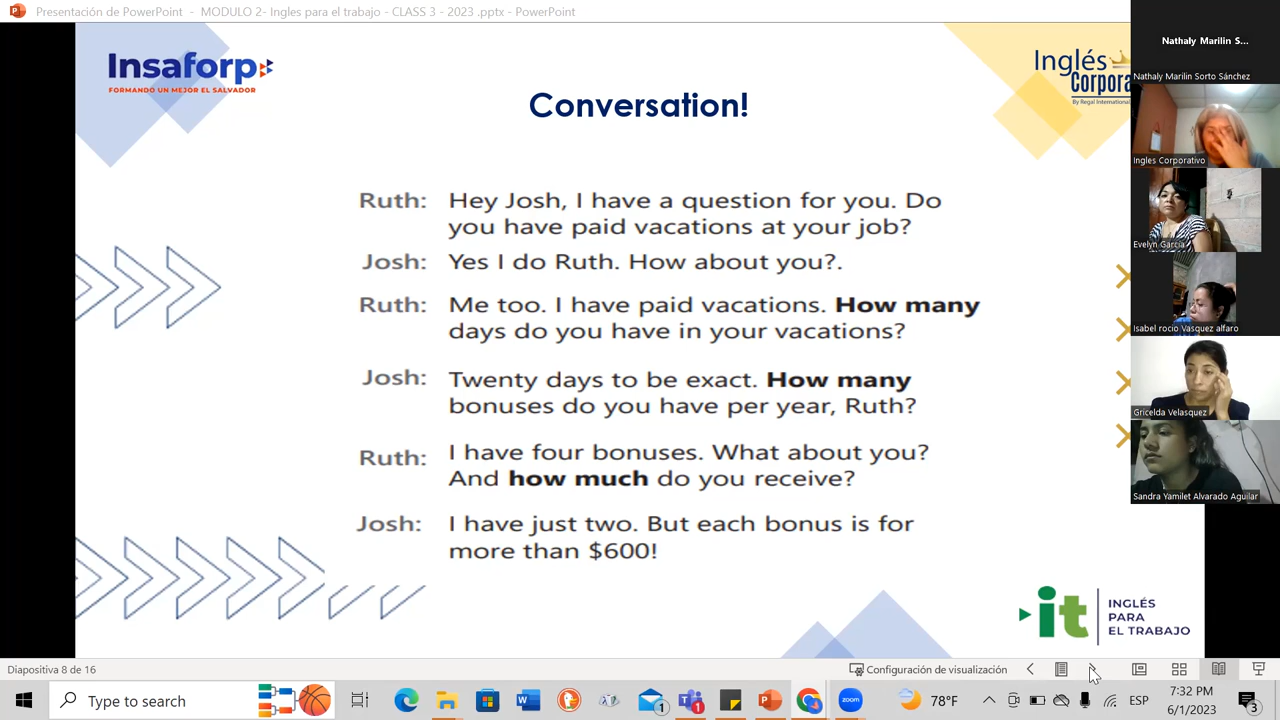 Presentación de PowerPoint - MODULO 2- Ingles para el trabajo - CLASS 3 - 2023 .pptx - PowerPoint
Insaforp
FORMANDO UN MEJOR EL SALVADOR
Inglés
Corpora
By Regal International
Conversation!
Ruth: Hey Josh, I have a question for you. Do
you have paid vacations at your job?
Josh: Yes I do Ruth. How about you?.
Ruth: Me too. I have paid vacations. How many
days do you have in your vacations?
Josh: Twenty days to be exact. How many
bonuses do you have per year, Ruth?
Ruth: I have four bonuses. What about you?
And how much do you receive?
Josh: I have just two. But each bonus is for
more than $600!
it INGLÉS
PARA
EL TRABAJO
Nathaly Marilin S...
Nathaly Marilin Sorto Sánchez
Ingles Corporativo
Evelyn Garcia
Isabel rocio Vasquez alfaro
Gricelda Velasquez
Sandra Yamilet Alvarado Aguilar
Diapositiva 8 de 16
Configuración de visualización
Type to search
1
1
78°F
ESP
7:32 PM
6/1/2023
3